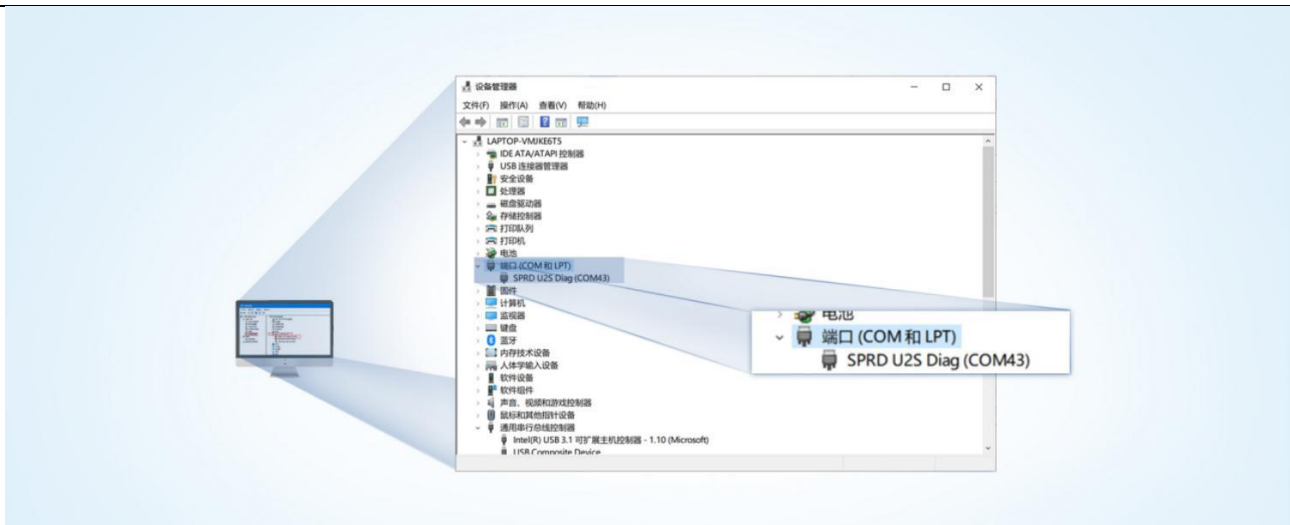 设备管理器
文件(F) 操作(A) 查看(V) 帮助(H)
LAPTOP-VMJKE6TS
IDE ATA/ATAPI 控制器
USB 连接器管理器
安全设备
处理器
磁盘驱动器
存储控制器
打印队列
打印机
电池
端口 (COM 和 LPT)
SPRD U2S Diag (COM43)
固件
计算机
监视器
键盘
蓝牙
内存技术设备
人体学输入设备
软件设备
软件组件
声音、视频和游戏控制器
鼠标和其他指针设备
通用串行总线控制器
Intel(R) USB 3.1 可扩展主机控制器 - 1.10 (Microsoft)
USB Composite Device
电池
端口 (COM 和 LPT)
SPRD U2S Diag (COM43)